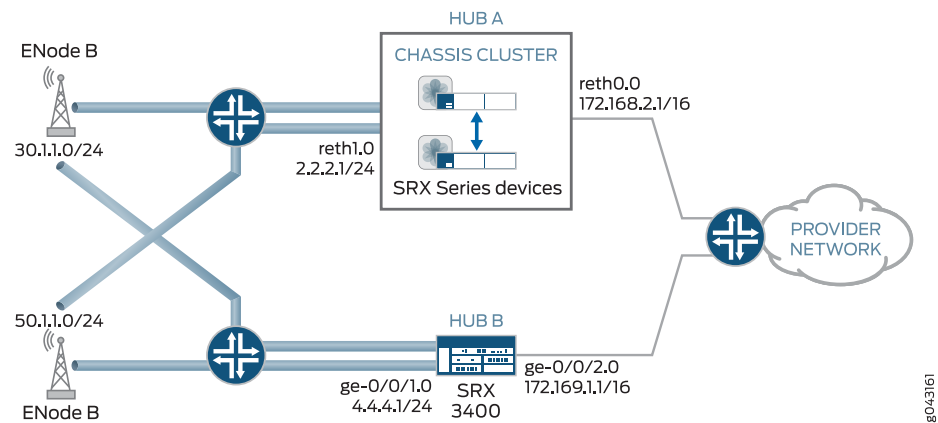 HUB A
ENode B
CHASSIS CLUSTER
reth0.0
172.168.2.1/16
30.1.1.0/24
reth1.0
2.2.2.1/24
SRX Series devices
PROVIDER
NETWORK
50.1.1.0/24
HUB B
ge-0/0/1.0
4.4.4.1/24
SRX
3400
ge-0/0/2.0
172.169.1.1/16
ENode B
g043161